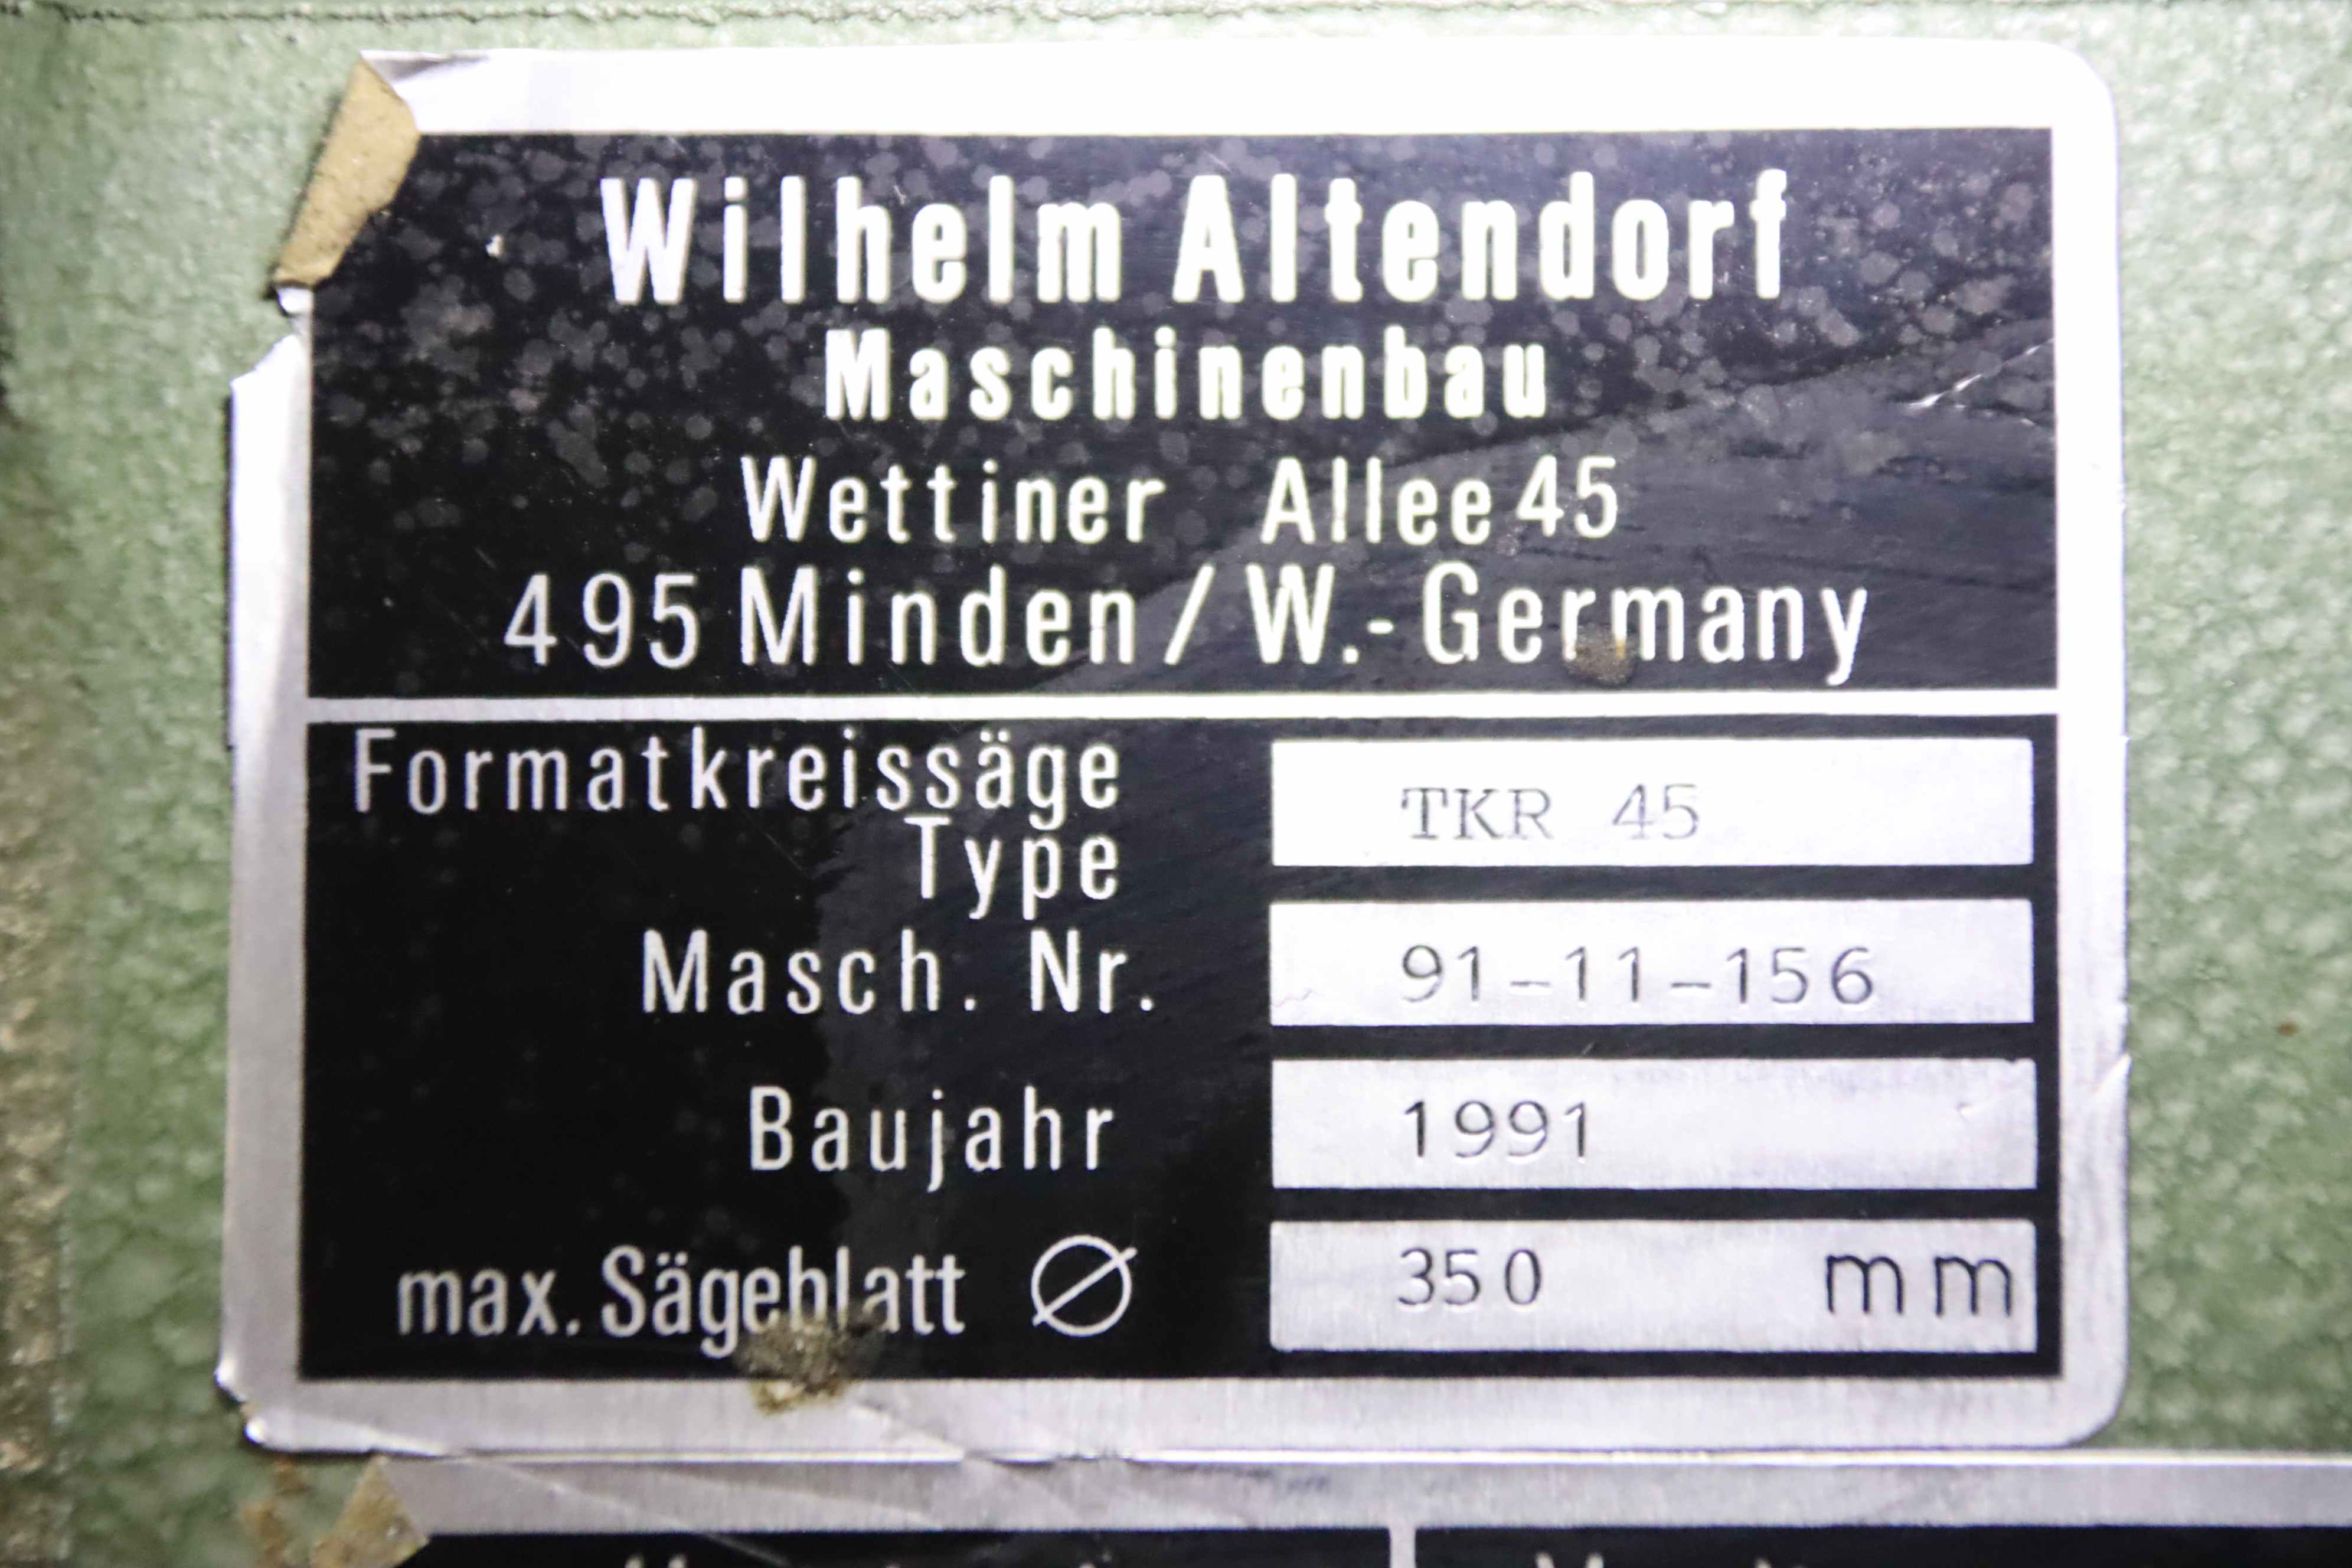 Wilhelm Altendorf
Maschinenbau
Wettiner Allee 45
495 Minden / W.-Germany
Formatkreissäge
Type TKR 45
Masch. Nr. 91-11-156
Baujahr 1991
max. Sägeblatt Ø 350 mm